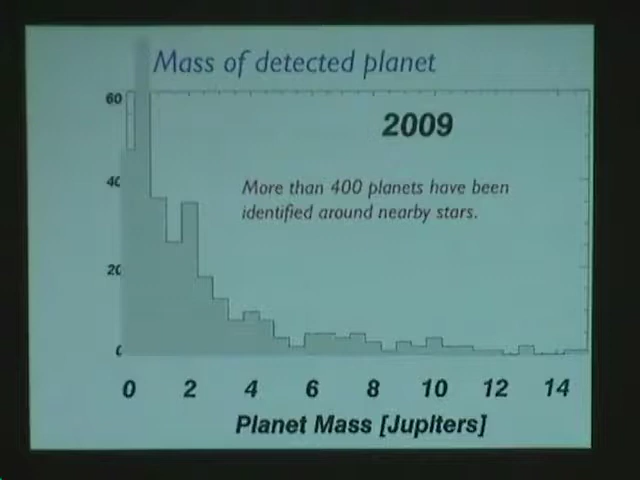 Mass of detected planet
60
2009
40
More than 400 planets have been
identified around nearby stars.
20
0
0 2 4 6 8 10 12 14
Planet Mass [Jupiters]